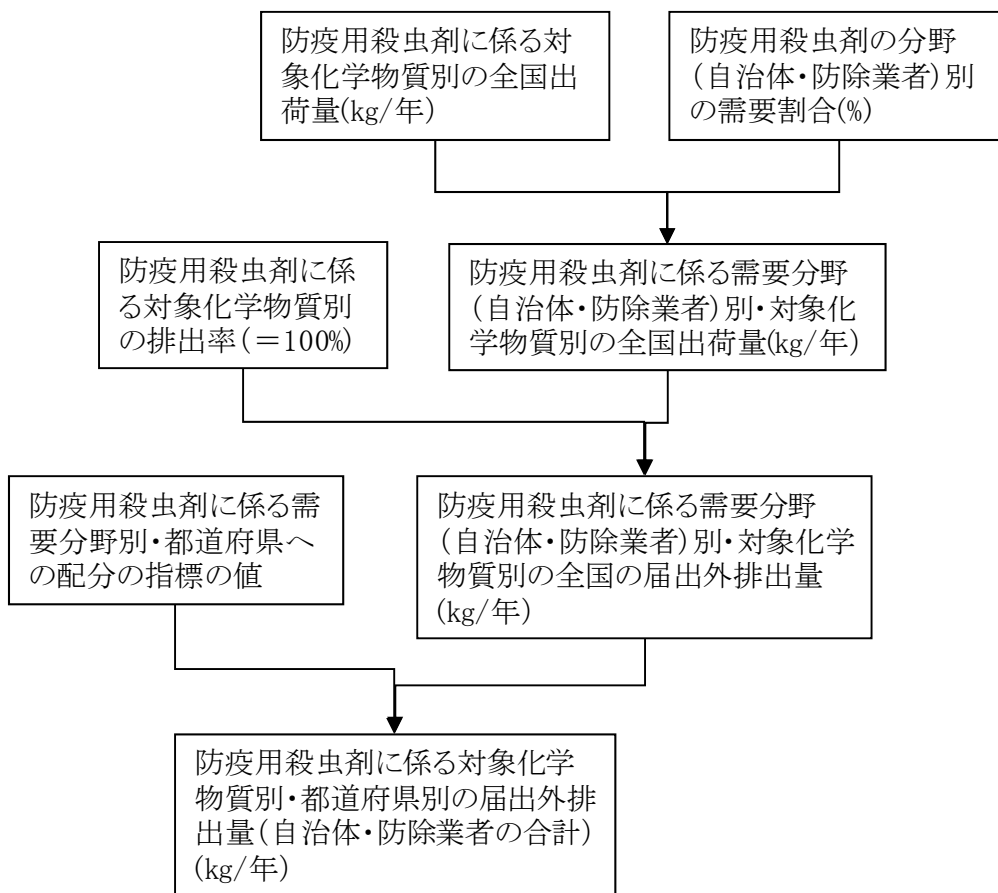 防疫用殺虫剤に係る対
象化学物質別の全国出
荷量(kg/年)
防疫用殺虫剤の分野
(自治体・防除業者)別
の需要割合(%)
防疫用殺虫剤に係
る対象化学物質別
の排出率(＝100%)
防疫用殺虫剤に係る需要分野
(自治体・防除業者)別・対象化
学物質別の全国出荷量(kg/年)
防疫用殺虫剤に係る需
要分野別・都道府県へ
の配分の指標の値
防疫用殺虫剤に係る需要分野
(自治体・防除業者)別・対象化学
物質別の全国の届出外排出量
(kg/年)
防疫用殺虫剤に係る対象化学
物質別・都道府県別の届出外排
出量(自治体・防除業者の合計)
(kg/年)